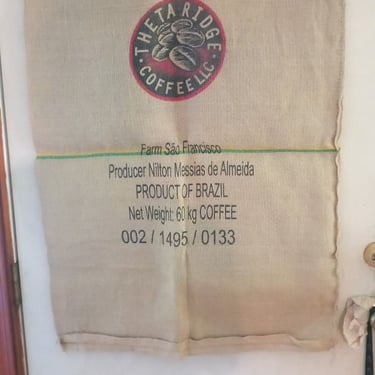 THETA RIDGE
COFFEE LLC
Farm São Francisco
Producer Nilton Messias de Almeida
PRODUCT OF BRAZIL
Net Weight: 60 kg COFFEE
002 / 1495 / 0133